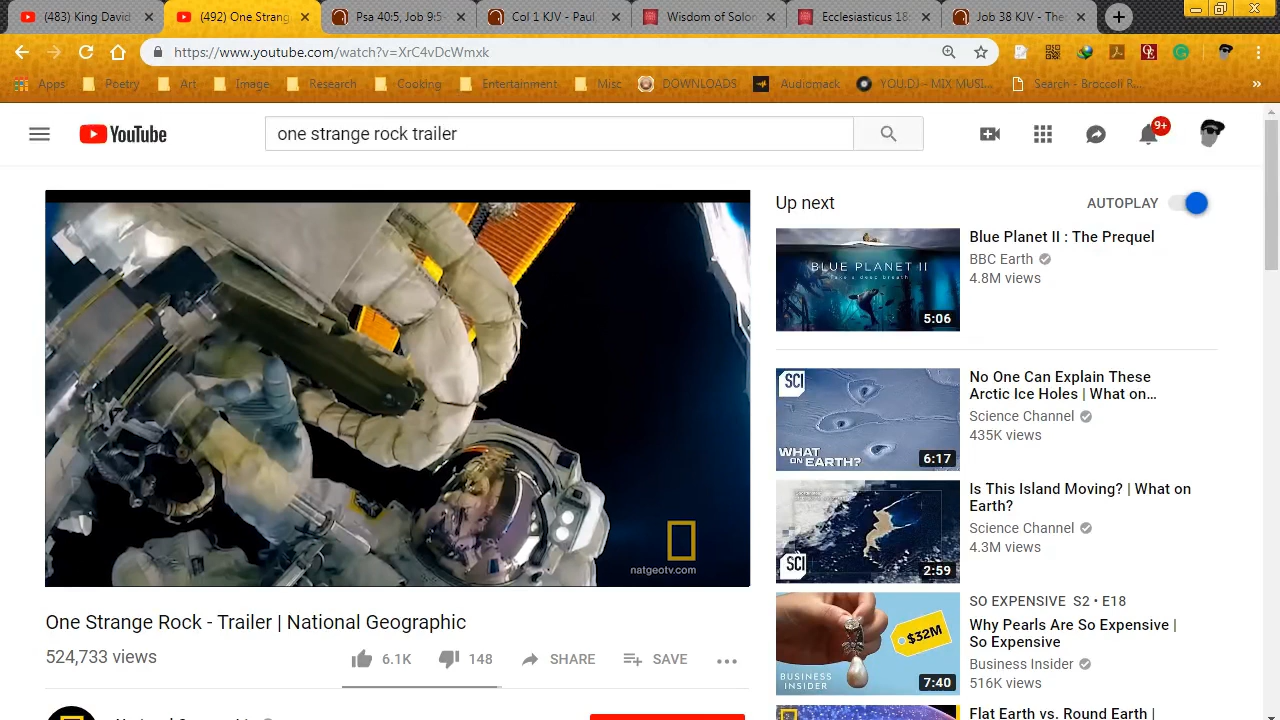 (483) King David
(492) One Strang
Psa 40:5, Job 9:5-
Col 1 KJV - Paul
Wisdom of Solor
Ecclesiasticus 18
Job 38 KJV - The
https://www.youtube.com/watch?v=XrC4vDcWmxk
Apps
Poetry
Art
Image
Research
Cooking
Entertainment
Misc
DOWNLOADS
Audiomack
YOU.DJ - MIX MUSI...
Search - Broccoli R...
»
YouTube
one strange rock trailer
9+
natgeotv.com
One Strange Rock - Trailer | National Geographic
524,733 views
6.1K
148
SHARE
SAVE
Up next
AUTOPLAY
BLUE PLANET II
Take a deep breath
5:06
Blue Planet II : The Prequel
BBC Earth
4.8M views
SCI
WHAT
ON EARTH?
6:17
No One Can Explain These
Arctic Ice Holes | What on...
Science Channel
435K views
SCI
2:59
Is This Island Moving? | What on
Earth?
Science Channel
4.3M views
$32M
BUSINESS
INSIDER
7:40
SO EXPENSIVE S2 • E18
Why Pearls Are So Expensive |
So Expensive
Business Insider
516K views
Flat Earth vs. Round Earth |